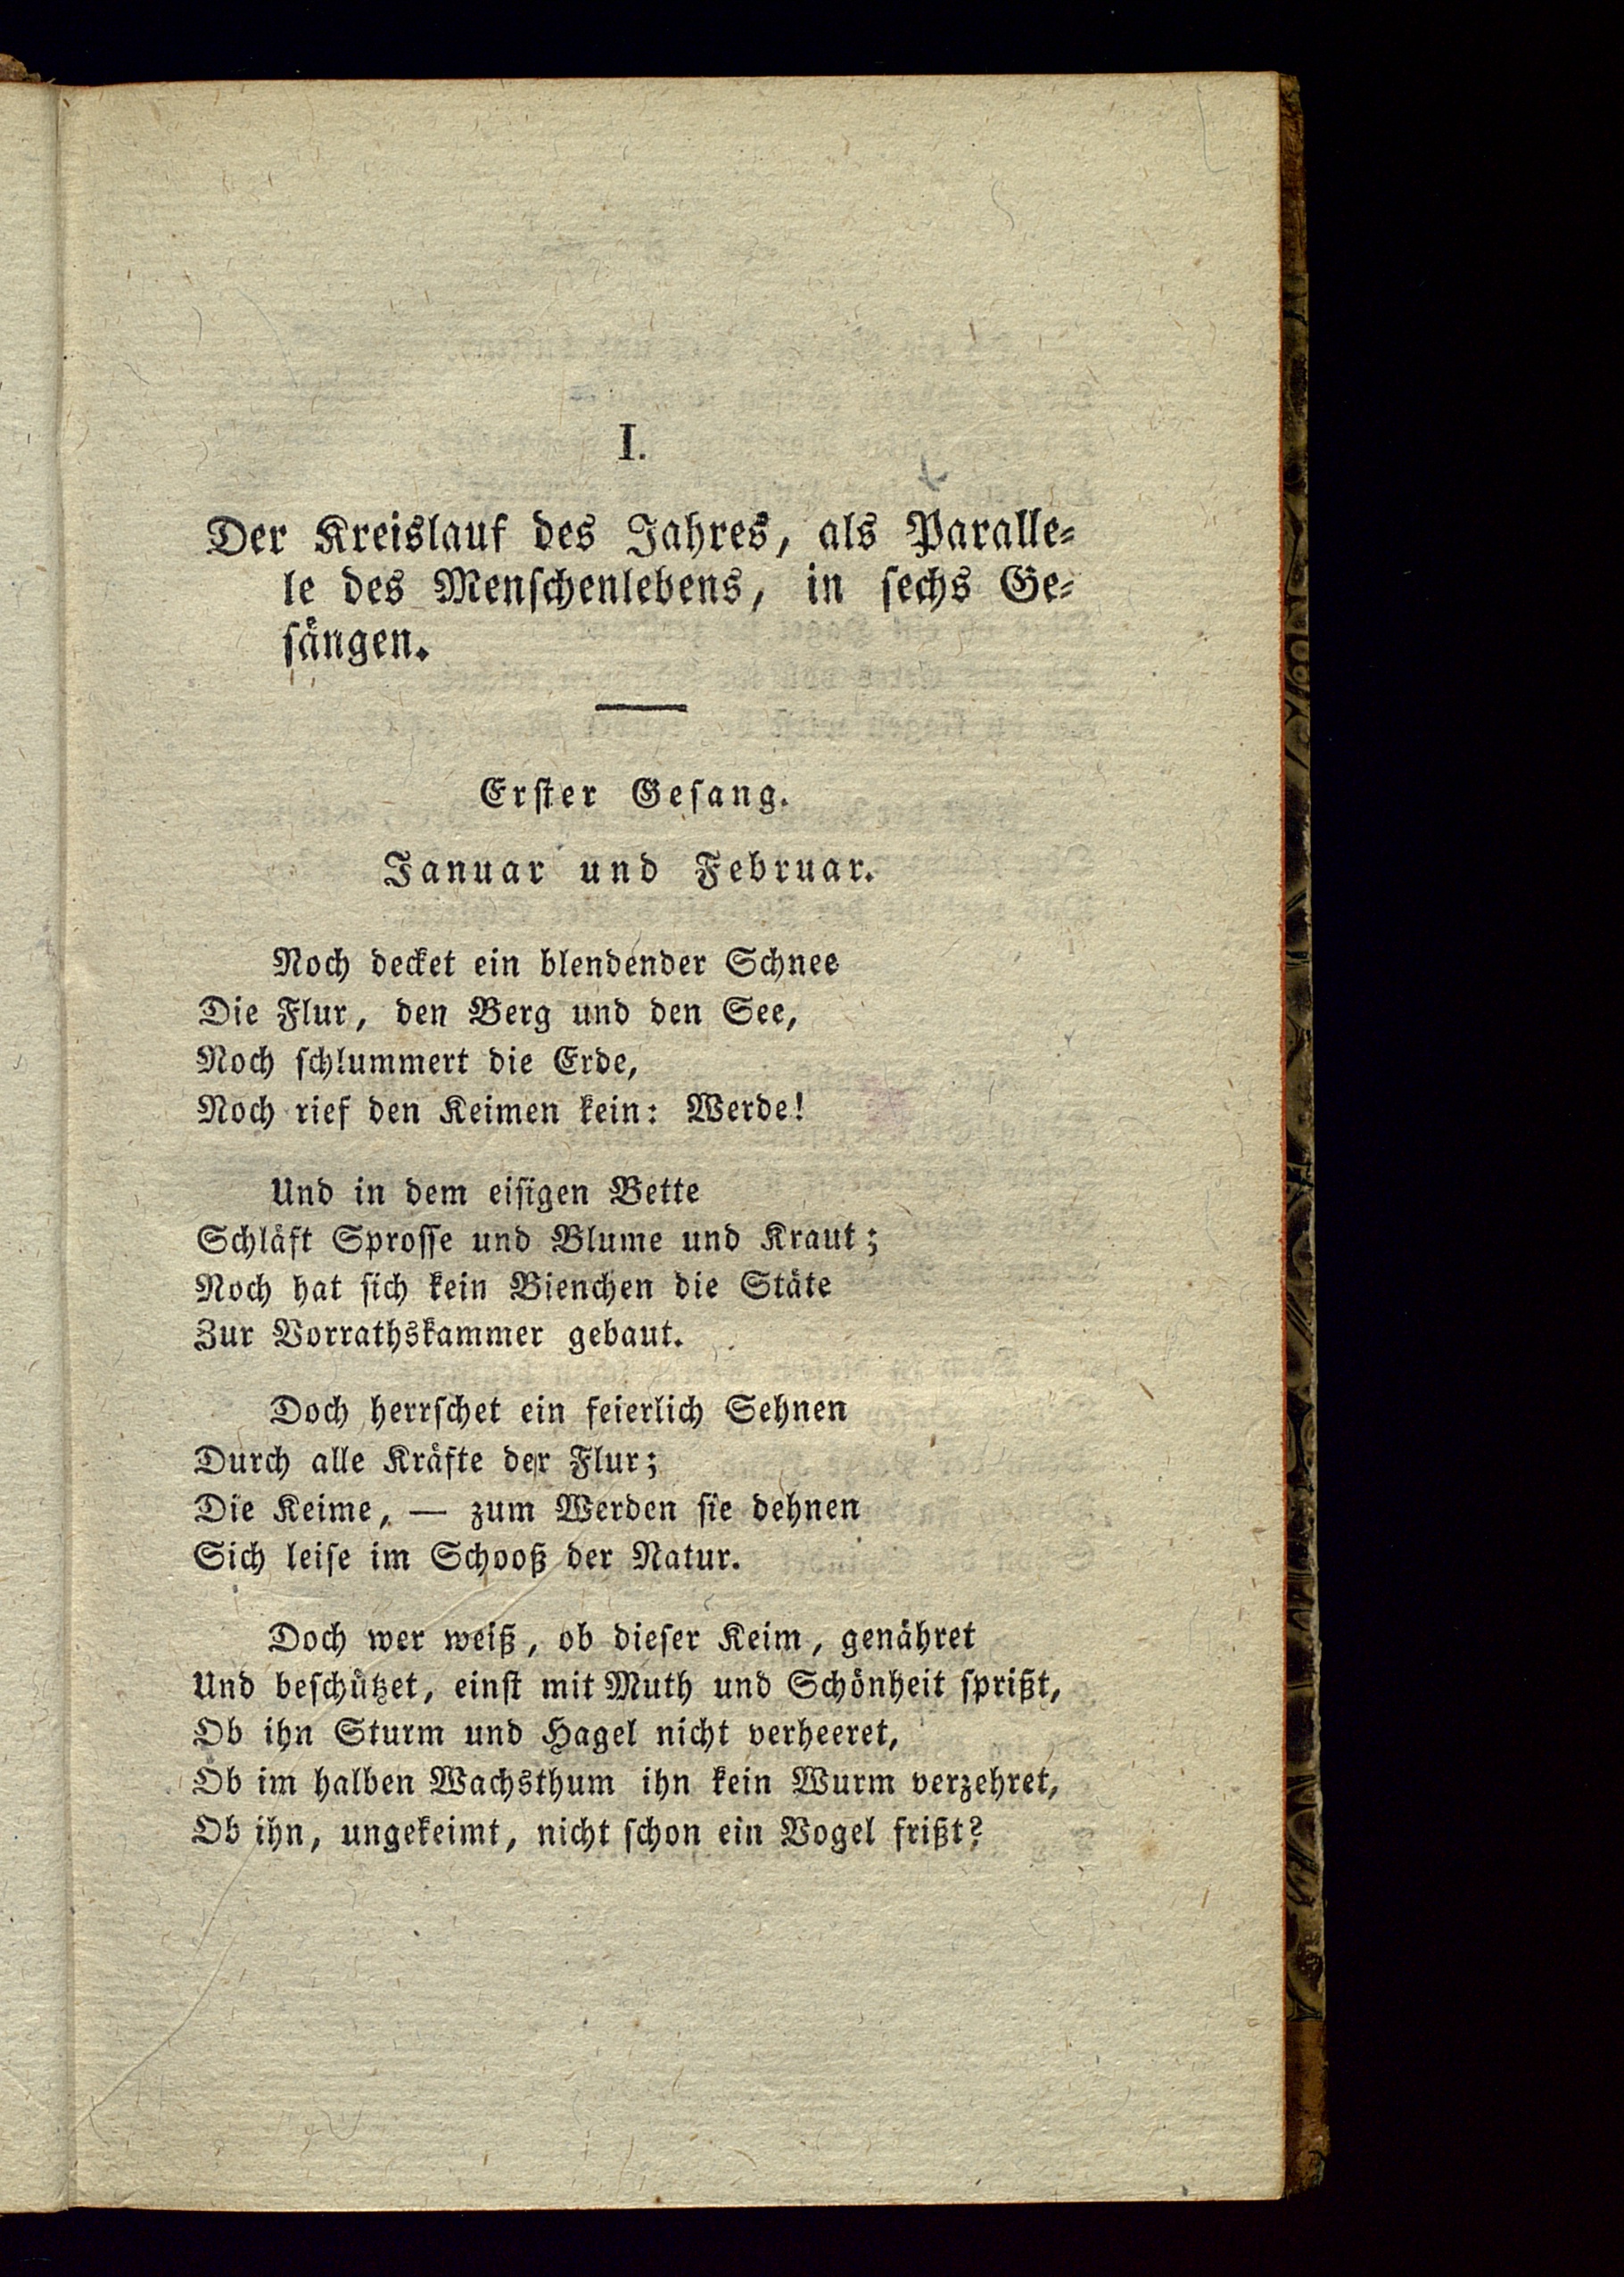 I.
Der Kreislauf des Jahres, als Paralle-
le des Menschenlebens, in sechs Ge-
sängen.
Erster Gesang.
Januar und Februar.
Noch decket ein blendender Schnee
Die Flur, den Berg und den See,
Noch schlummert die Erde,
Noch rief den Keimen kein: Werde!
Und in dem eisigen Bette
Schläft Sprosse und Blume und Kraut;
Noch hat sich kein Bienchen die Stäte
Zur Vorrathskammer gebaut.
Doch herrschet ein feierlich Sehnen
Durch alle Kräfte der Flur;
Die Keime, — zum Werden sie dehnen
Sich leise im Schooß der Natur.
Doch wer weiß, ob dieser Keim, genähret
Und beschützet, einst mit Muth und Schönheit sprißt,
Ob ihn Sturm und Hagel nicht verheeret,
Ob im halben Wachsthum ihn kein Wurm verzehret,
Ob ihn, ungekeimt, nicht schon ein Vogel frißt?